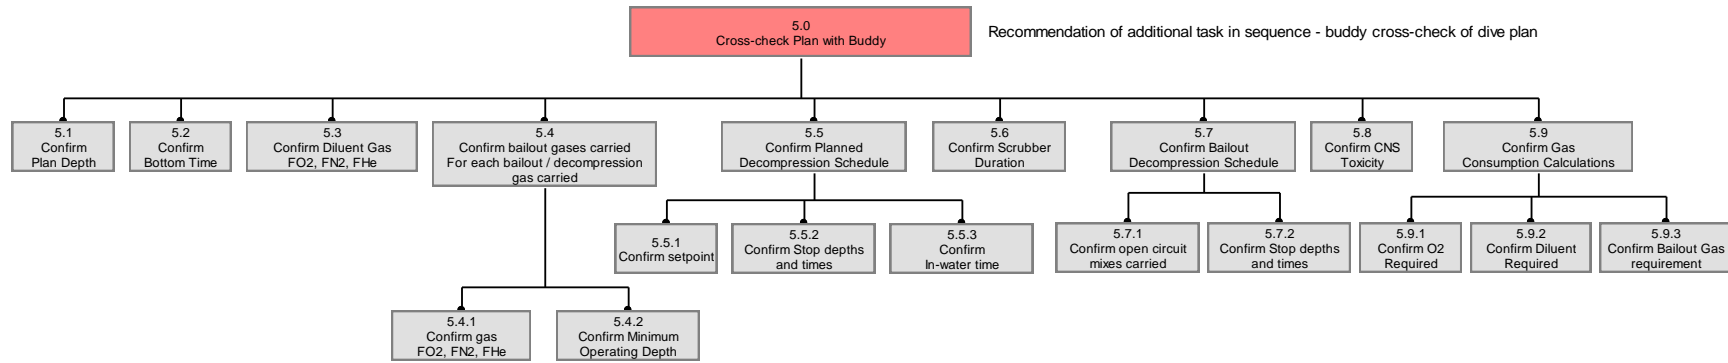 5.0
Cross-check Plan with Buddy
Recommendation of additional task in sequence - buddy cross-check of dive plan
5.1
Confirm
Plan Depth
5.2
Confirm
Bottom Time
5.3
Confirm Diluent Gas
FO2, FN2, FHe
5.4
Confirm bailout gases carried
For each bailout / decompression
gas carried
5.5
Confirm Planned
Decompression Schedule
5.6
Confirm Scrubber
Duration
5.7
Confirm Bailout
Decompression Schedule
5.8
Confirm CNS
Toxicity
5.9
Confirm Gas
Consumption Calculations
5.5.1
Confirm setpoint
5.5.2
Confirm Stop depths
and times
5.5.3
Confirm
In-water time
5.7.1
Confirm open circuit
mixes carried
5.7.2
Confirm Stop depths
and times
5.9.1
Confirm O2
Required
5.9.2
Confirm Diluent
Required
5.9.3
Confirm Bailout Gas
requirement
5.4.1
Confirm gas
FO2, FN2, FHe
5.4.2
Confirm Minimum
Operating Depth